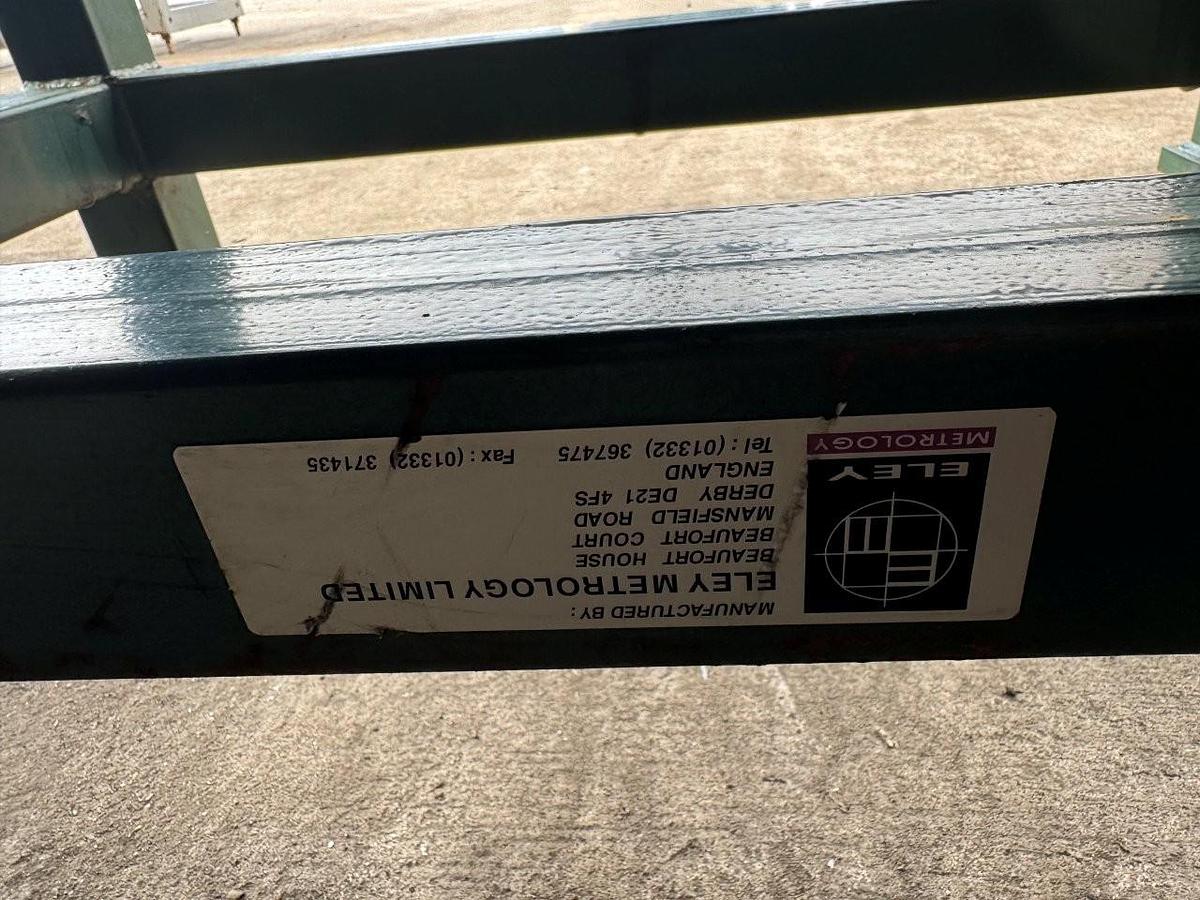 ELEY
METROLOGY
MANUFACTURED BY :
ELEY METROLOGY LIMITED
BEAUFORT HOUSE
BEAUFORT COURT
MANSFIELD ROAD
DERBY DE21 4FS
ENGLAND
Tel : (01332) 367475 Fax : (01332) 371435